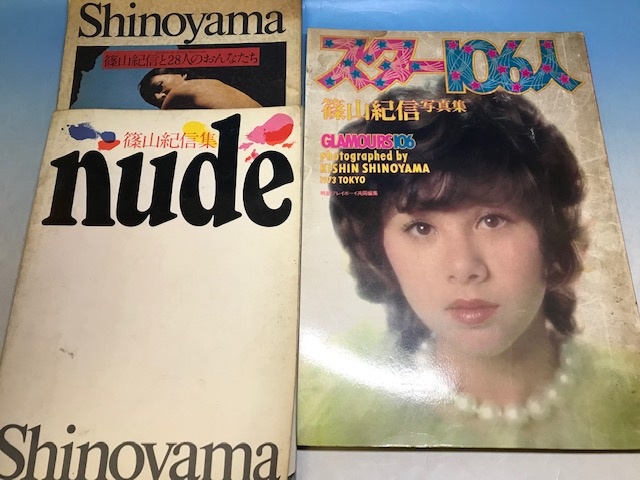 Shinoyama
篠山紀信と28人のおんなたち
篠山紀信集
nude
Shinoyama
スター106人
篠山紀信写真集
GLAMOURS106
Photographed by
KISHIN SHINOYAMA
1973 TOKYO